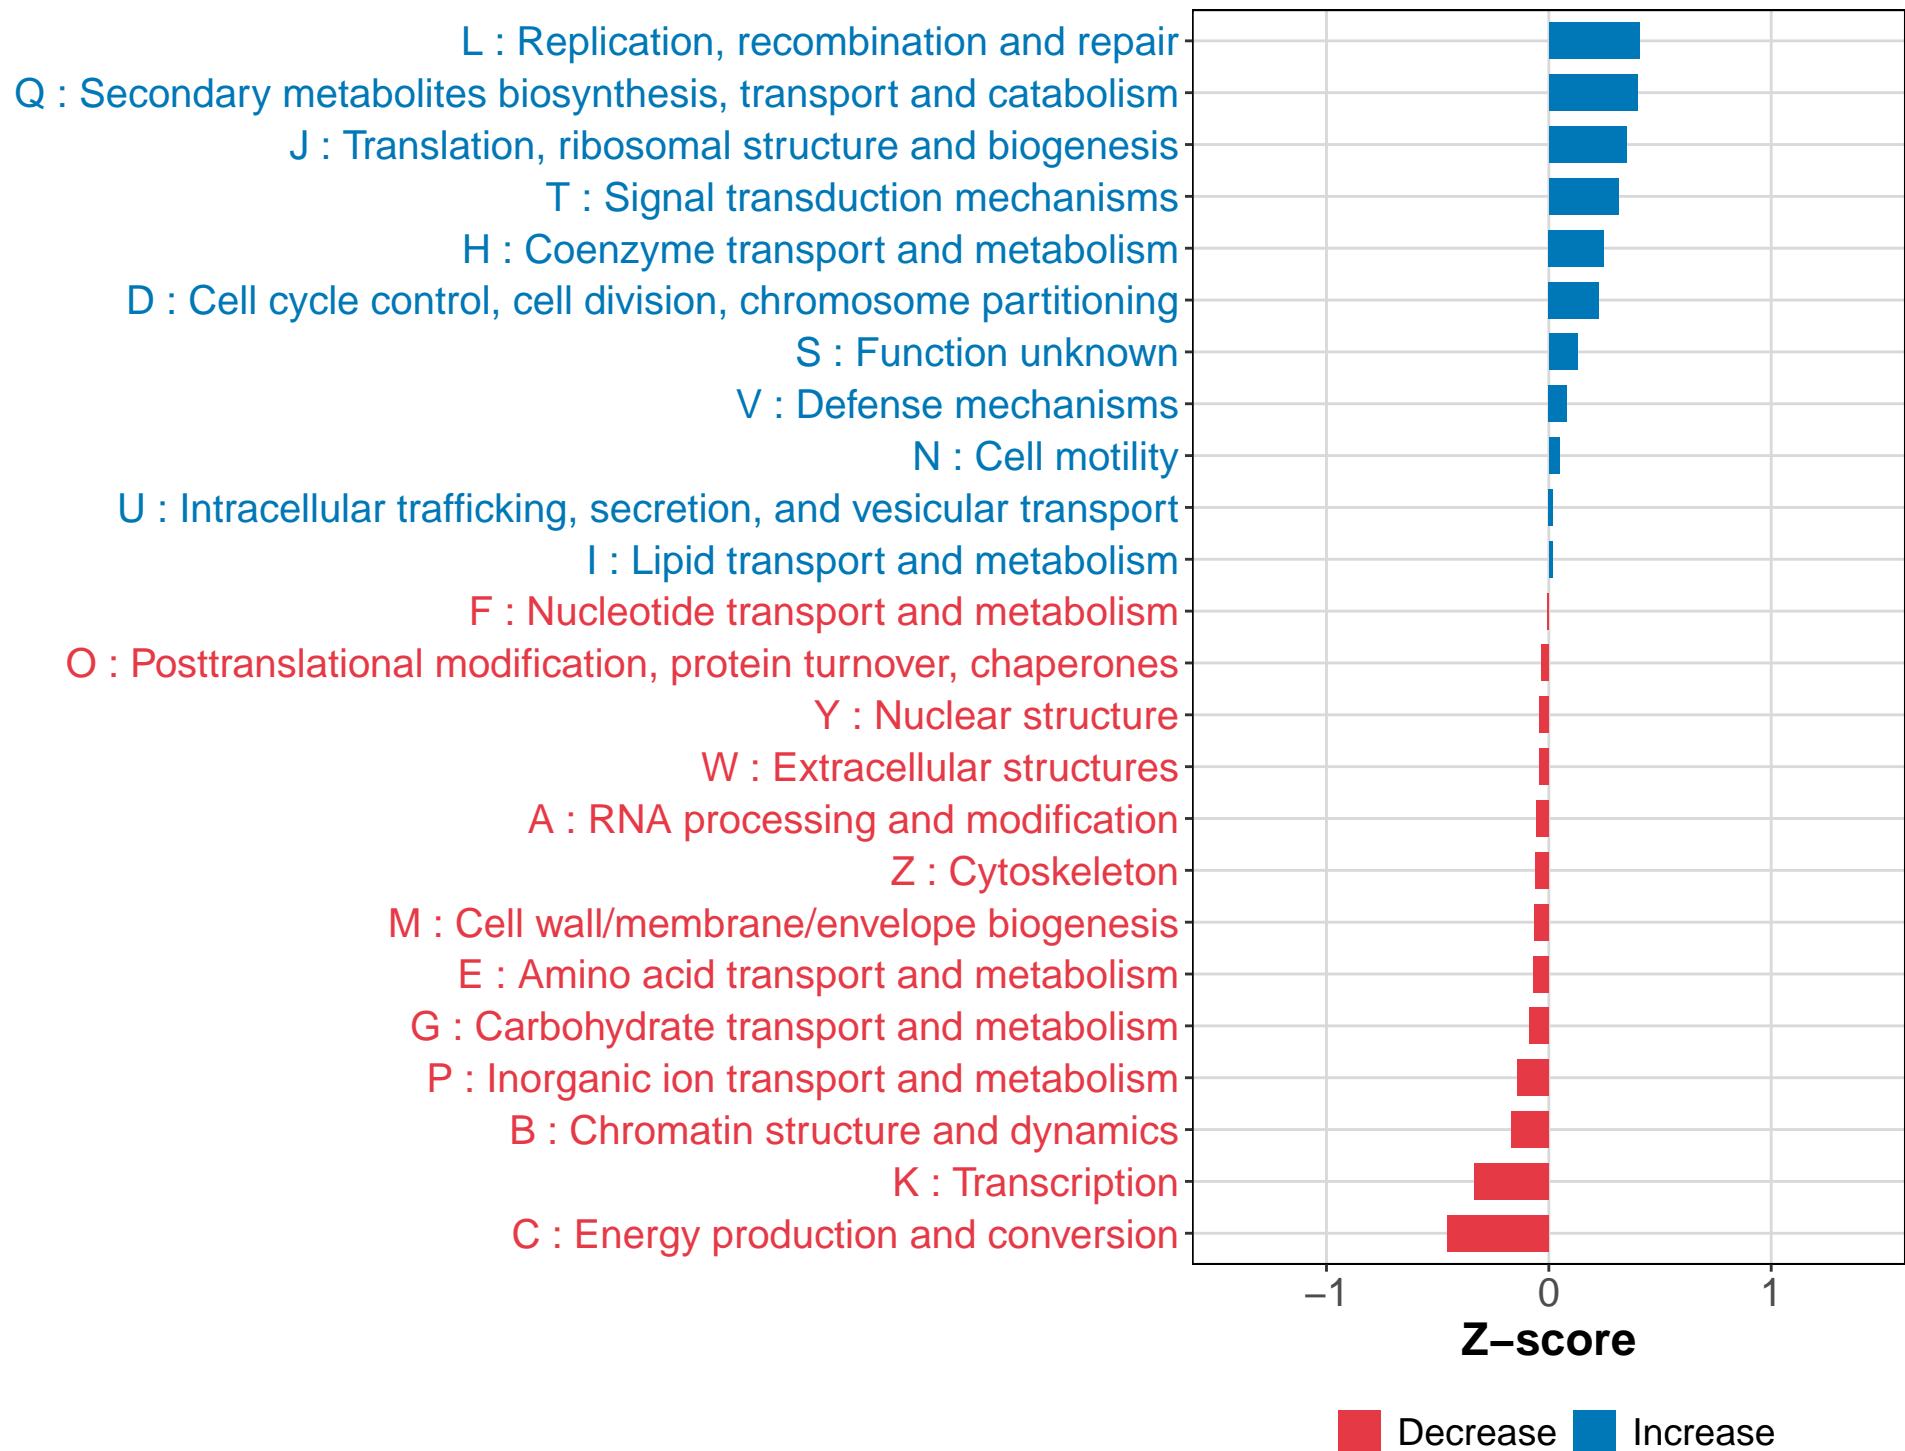 L : Replication, recombination and repair
Q : Secondary metabolites biosynthesis, transport and catabolism
J : Translation, ribosomal structure and biogenesis
T : Signal transduction mechanisms
H : Coenzyme transport and metabolism
D : Cell cycle control, cell division, chromosome partitioning
S : Function unknown
V : Defense mechanisms
N : Cell motility
U : Intracellular trafficking, secretion, and vesicular transport
I : Lipid transport and metabolism
F : Nucleotide transport and metabolism
O : Posttranslational modification, protein turnover, chaperones
Y : Nuclear structure
W : Extracellular structures
A : RNA processing and modification
Z : Cytoskeleton
M : Cell wall/membrane/envelope biogenesis
E : Amino acid transport and metabolism
G : Carbohydrate transport and metabolism
P : Inorganic ion transport and metabolism
B : Chromatin structure and dynamics
K : Transcription
C : Energy production and conversion
−1 0 1
Z−score
Decrease Increase